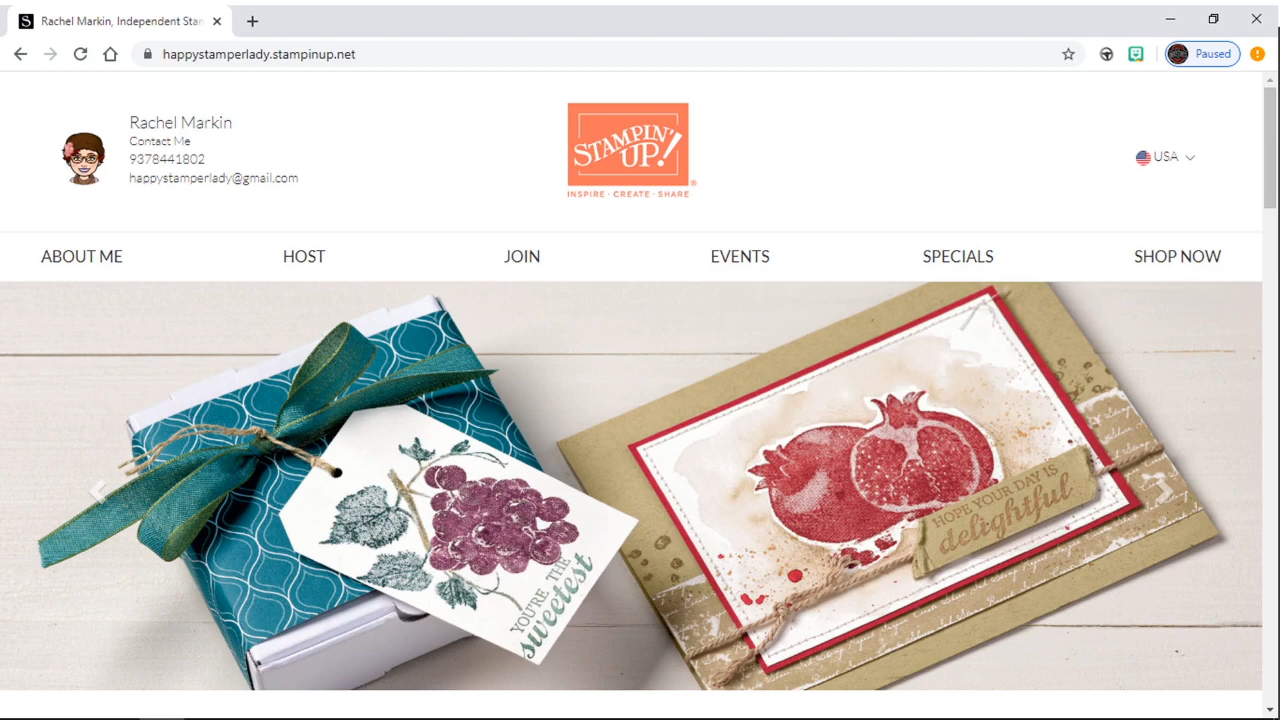 Rachel Markin, Independent Star
happystamperlady.stampinup.net
Paused
Rachel Markin
Contact Me
9378441802
happystamperlady@gmail.com
STAMPIN' UP!®
INSPIRE · CREATE · SHARE
USA
ABOUT ME
HOST
JOIN
EVENTS
SPECIALS
SHOP NOW
YOU'RE THE
sweetest
HOPE YOUR DAY IS
delightful